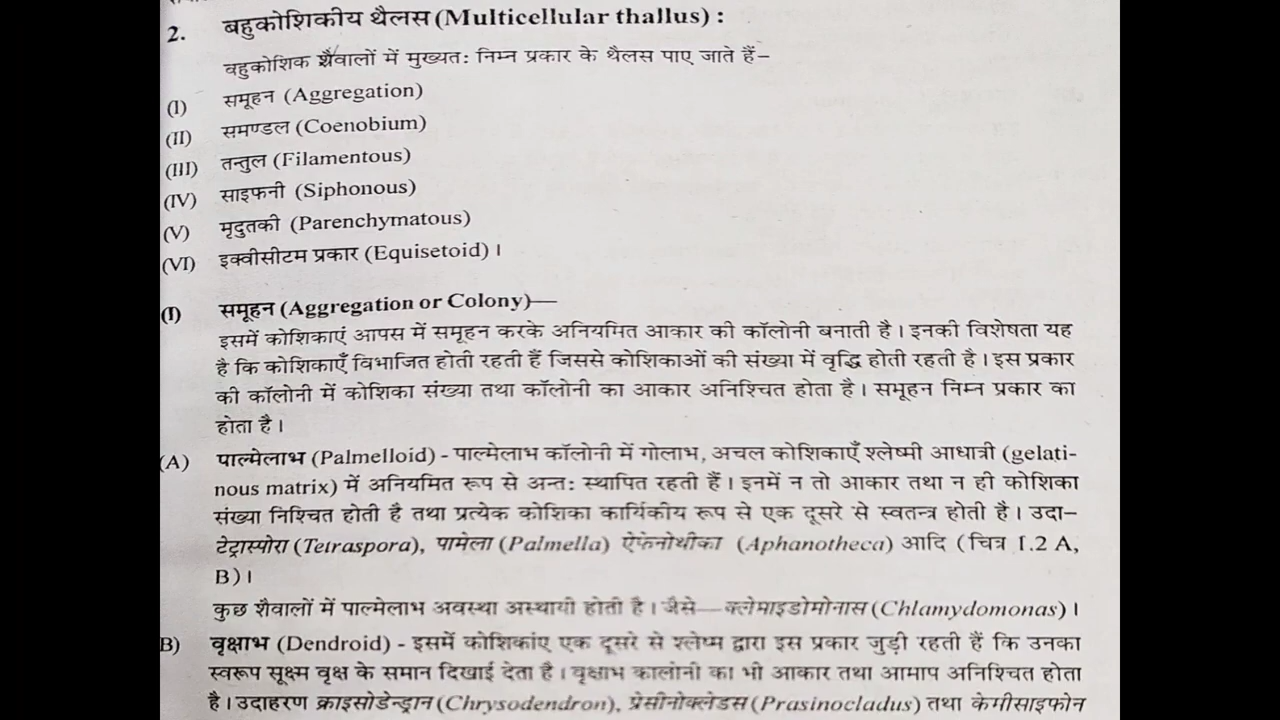 2. बहुकोशिकीय थैलस (Multicellular thallus) :
वहुकोशिक शैवालों में मुख्यतः निम्न प्रकार के थैलस पाए जाते हैं–
(I) समूहन (Aggregation)
(II) समण्डल (Coenobium)
(III) तन्तुल (Filamentous)
(IV) साइफनी (Siphonous)
(V) मृदुतकी (Parenchymatous)
(VI) इक्वीसीटम प्रकार (Equisetoid) ।
(I) समूहन (Aggregation or Colony)—
इसमें कोशिकाएं आपस में समूहन करके अनियमित आकार की कॉलोनी बनाती है । इनकी विशेषता यह
है कि कोशिकाएँ विभाजित होती रहती हैं जिससे कोशिकाओं की संख्या में वृद्धि होती रहती है । इस प्रकार
की कॉलोनी में कोशिका संख्या तथा कॉलोनी का आकार अनिश्चित होता है । समूहन निम्न प्रकार का
होता है ।
(A) पाल्मेलाभ (Palmelloid) - पाल्मेलाभ कॉलोनी में गोलाभ, अचल कोशिकाएँ श्लेष्मी आधात्री (gelati-
nous matrix) में अनियमित रूप से अन्तः स्थापित रहती हैं । इनमें न तो आकार तथा न ही कोशिका
संख्या निश्चित होती है तथा प्रत्येक कोशिका कार्यिकीय रूप से एक दूसरे से स्वतन्त्र होती है । उदा–
टेट्रास्पोरा (Tetraspora), पामेला (Palmella) ऐफेनोथीका (Aphanotheca) आदि (चित्र 1.2 A,
B) ।
कुछ शैवालों में पाल्मेलाभ अवस्था अस्थायी होती है । जैसे— क्लेमाइडोमोनास (Chlamydomonas) ।
B) वृक्षाभ (Dendroid) - इसमें कोशिकांए एक दूसरे से श्लेष्म द्वारा इस प्रकार जुड़ी रहती हैं कि उनका
स्वरूप सूक्ष्म वृक्ष के समान दिखाई देता है । वृक्षाभ कालोनी का भी आकार तथा आमाप अनिश्चित होता
है । उदाहरण क्राइसोडेन्ड्रान (Chrysodendron), प्रेसीनोक्लेडस (Prasinocladus) तथा केमीसाइफोन